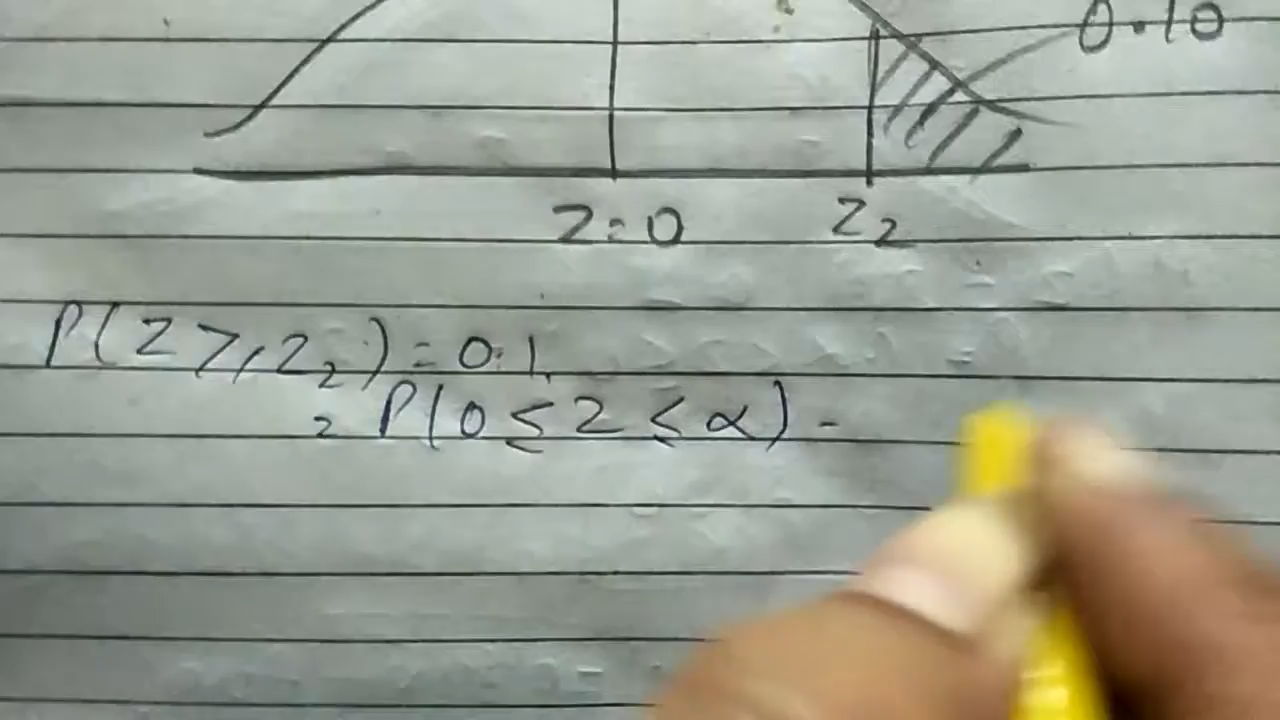 0.10
Z=0 Z₂
P(Z ≥ Z₂) = 0.1
= P(0 ≤ Z ≤ α) -